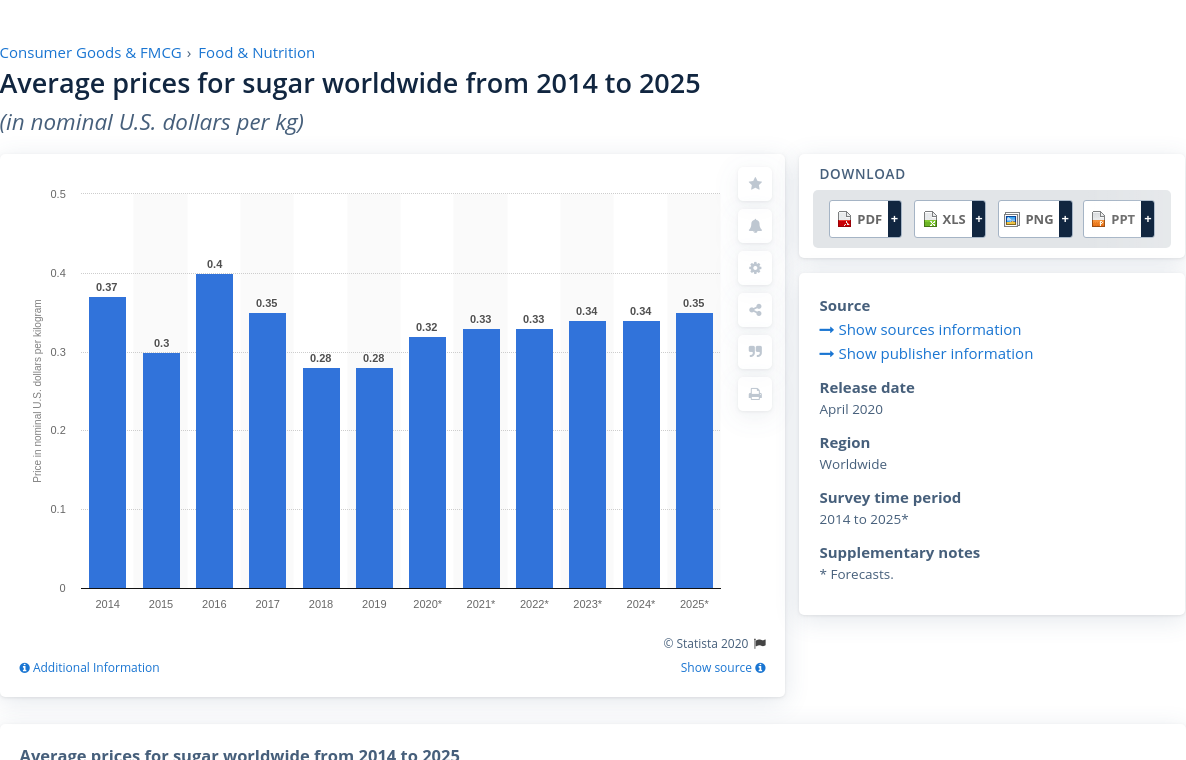 Consumer Goods & FMCG › Food & Nutrition
Average prices for sugar worldwide from 2014 to 2025
(in nominal U.S. dollars per kg)
Price in nominal U.S. dollars per kilogram
0.5
0.4
0.3
0.2
0.1
0
0.37
0.3
0.4
0.35
0.28
0.28
0.32
0.33
0.33
0.34
0.34
0.35
2014 2015 2016 2017 2018 2019 2020* 2021* 2022* 2023* 2024* 2025*
© Statista 2020
Additional Information
Show source
DOWNLOAD
PDF + XLS + PNG + PPT +
Source
Show sources information
Show publisher information
Release date
April 2020
Region
Worldwide
Survey time period
2014 to 2025*
Supplementary notes
* Forecasts.
Average prices for sugar worldwide from 2014 to 2025